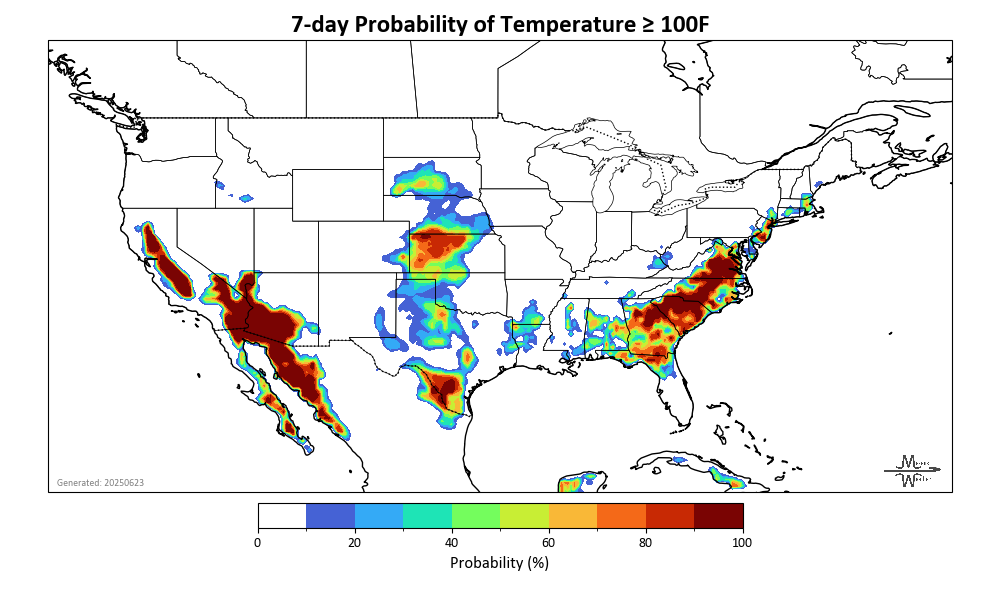 7-day Probability of Temperature ≥ 100F
Generated: 20250623
0 20 40 60 80 100
Probability (%)